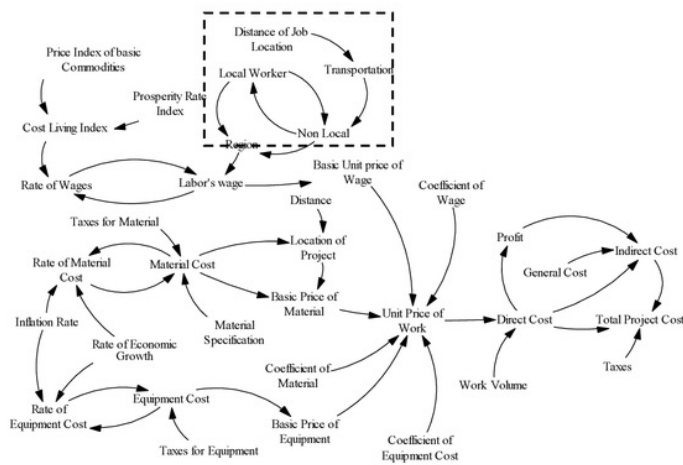 Distance of Job
Location
Price Index of basic
Commodities
Local Worker
Transportation
Prosperity Rate
Index
Cost Living Index
Non Local
Region
Basic Unit price of
Wage
Rate of Wages
Labor's wage
Coefficient of
Wage
Distance
Taxes for Material
Profit
Location of
Project
Indirect Cost
Rate of Material
Cost
Material Cost
General Cost
Basic Price of
Material
Unit Price of
Work
Direct Cost
Total Project Cost
Inflation Rate
Material
Specification
Rate of Economic
Growth
Taxes
Coefficient of
Material
Work Volume
Rate of
Equipment Cost
Equipment Cost
Basic Price of
Equipment
Coefficient of
Equipment Cost
Taxes for Equipment